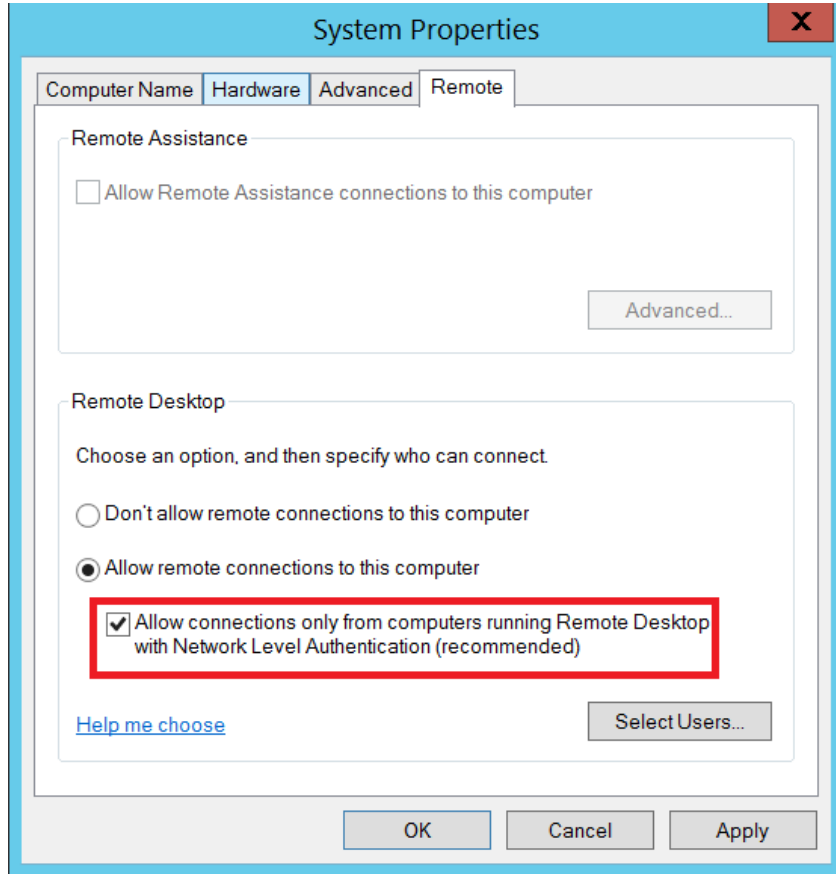 System Properties
X
Computer Name
Hardware
Advanced
Remote
Remote Assistance
Allow Remote Assistance connections to this computer
Advanced...
Remote Desktop
Choose an option, and then specify who can connect.
Don't allow remote connections to this computer
Allow remote connections to this computer
Allow connections only from computers running Remote Desktop
with Network Level Authentication (recommended)
Help me choose
Select Users...
OK
Cancel
Apply